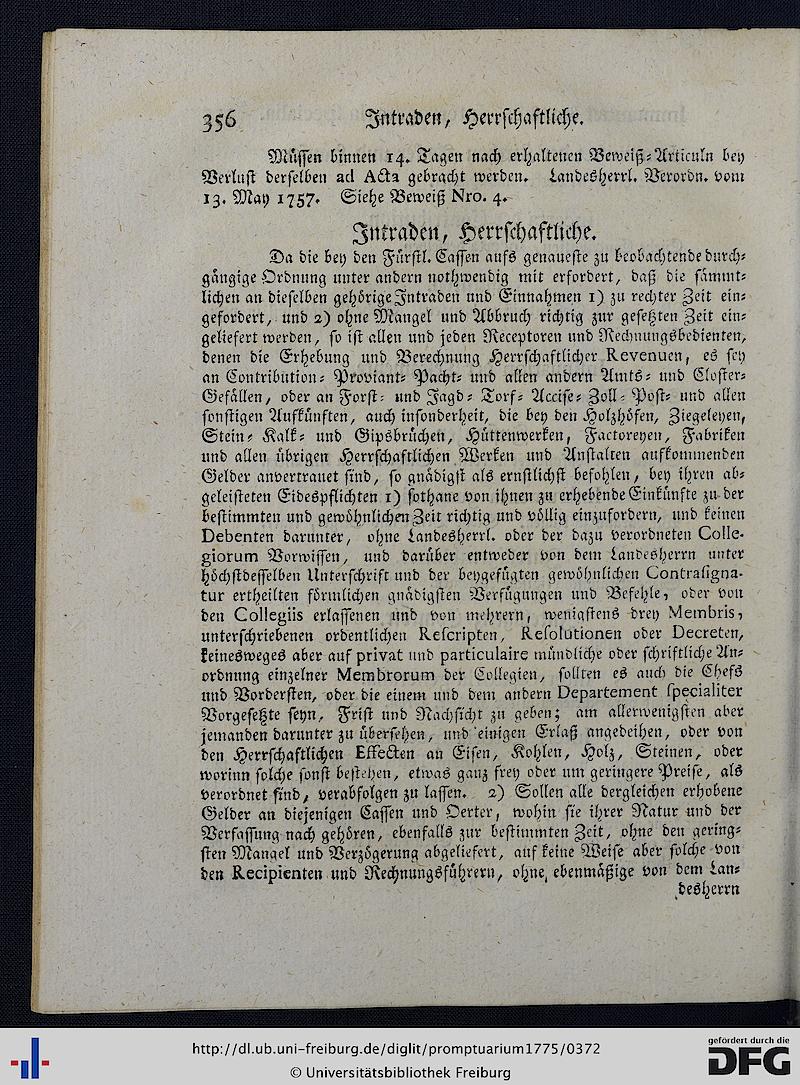 356 Intraden, Herrschaftliche.
Müssen binnen 14. Tagen nach erhaltenen Beweiß-Articuln bey
Verlust derselben ad Acta gebracht werden. Landesherrl. Verordn. vom
13. May 1757. Siehe Beweiß Nro. 4.
Intraden, Herrschaftliche.
Da die bey den Fürstl. Cassen aufs genaueste zu beobachtende durch-
gängige Ordnung unter andern nothwendig mit erfordert, daß die sämmt-
lichen an dieselben gehörige Intraden und Einnahmen 1) zu rechter Zeit ein-
gefordert, und 2) ohne Mangel und Abbruch richtig zur gesetzten Zeit ein-
geliefert werden, so ist allen und jeden Receptoren und Rechnungsbedienten,
denen die Erhebung und Berechnung Herrschaftlicher Revenuen, es sey
an Contribution- Proviant- Pacht- und allen andern Amts- und Closter-
Gefällen, oder an Forst- und Jagd- Torf- Accise- Zoll- Post- und allen
sonstigen Aufkünften, auch insonderheit, die bey den Holzhöfen, Ziegeleyen,
Stein- Kalk- und Gipsbrüchen, Hüttenwerken, Factoreyen, Fabriken
und allen übrigen Herrschaftlichen Werken und Anstalten aufkommenden
Gelder anvertrauet sind, so gnädigst als ernstlichst befohlen, bey ihren ab-
geleisteten Eidespflichten 1) sothane von ihnen zu erhebende Einkünfte zu der
bestimmten und gewöhnlichen Zeit richtig und völlig einzufordern, und keinen
Debenten darunter, ohne Landesherrl. oder der dazu verordneten Colle-
giorum Vorwissen, und darüber entweder von dem Landesherrn unter
höchstdesselben Unterschrift und der beygefügten gewöhnlichen Contrasigna-
tur ertheilten förmlichen gnädigsten Verfügungen und Befehle, oder von
den Collegiis erlassenen und von mehrern, wenigstens drey Membris,
unterschriebenen ordentlichen Rescripten, Resolutionen oder Decreten,
keinesweges aber auf privat und particulaire mündliche oder schriftliche An-
ordnung einzelner Membrorum der Collegien, sollten es auch die Chefs
und Vordersten, oder die einem und dem andern Departement specialiter
Vorgesetzte seyn, Frist und Nachsicht zu geben; am allerwenigsten aber
jemanden darunter zu übersehen, und einigen Erlaß angedeihen, oder von
den Herrschaftlichen Effecten an Eisen, Kohlen, Holz, Steinen, oder
worinn solche sonst bestehen, etwas ganz frey oder um geringere Preise, als
verordnet sind, verabfolgen zu lassen. 2) Sollen alle dergleichen erhobene
Gelder an diejenigen Cassen und Oerter, wohin sie ihrer Natur und der
Verfassung nach gehören, ebenfalls zur bestimmten Zeit, ohne den gering-
sten Mangel und Verzögerung abgeliefert, auf keine Weise aber solche von
den Recipienten und Rechnungsführern, ohne ebenmäßige von dem Lan-
desherrn
http://dl.ub.uni-freiburg.de/diglit/promptuarium1775/0372
© Universitätsbibliothek Freiburg
gefördert durch die
DFG